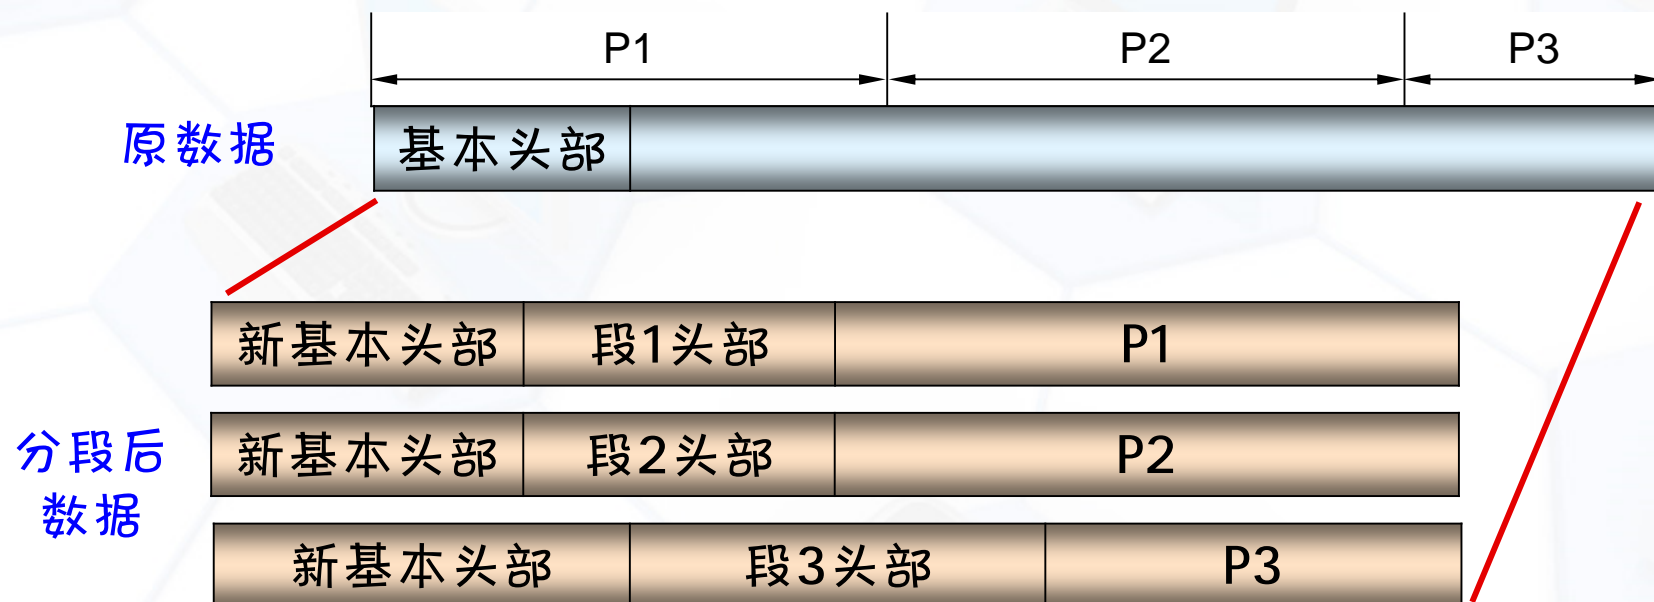 P1 P2 P3
原数据
基本头部
新基本头部 段1头部 P1
分段后
数据
新基本头部 段2头部 P2
新基本头部 段3头部 P3